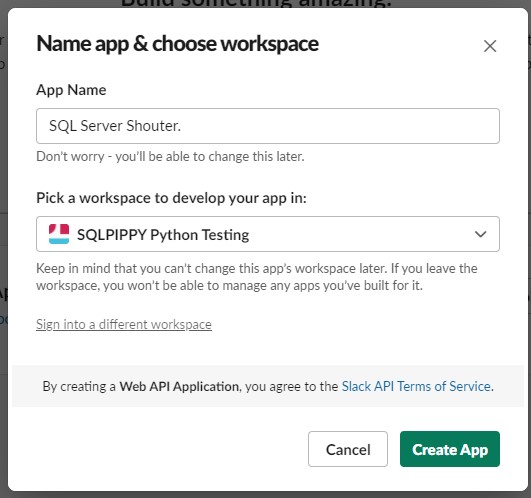 Build something amazing.
Name app & choose workspace
App Name
SQL Server Shouter.
Don't worry - you'll be able to change this later.
Pick a workspace to develop your app in:
SQLPIPPY Python Testing
Keep in mind that you can't change this app's workspace later. If you leave the
workspace, you won't be able to manage any apps you've built for it.
Sign into a different workspace
By creating a Web API Application, you agree to the Slack API Terms of Service.
Cancel
Create App